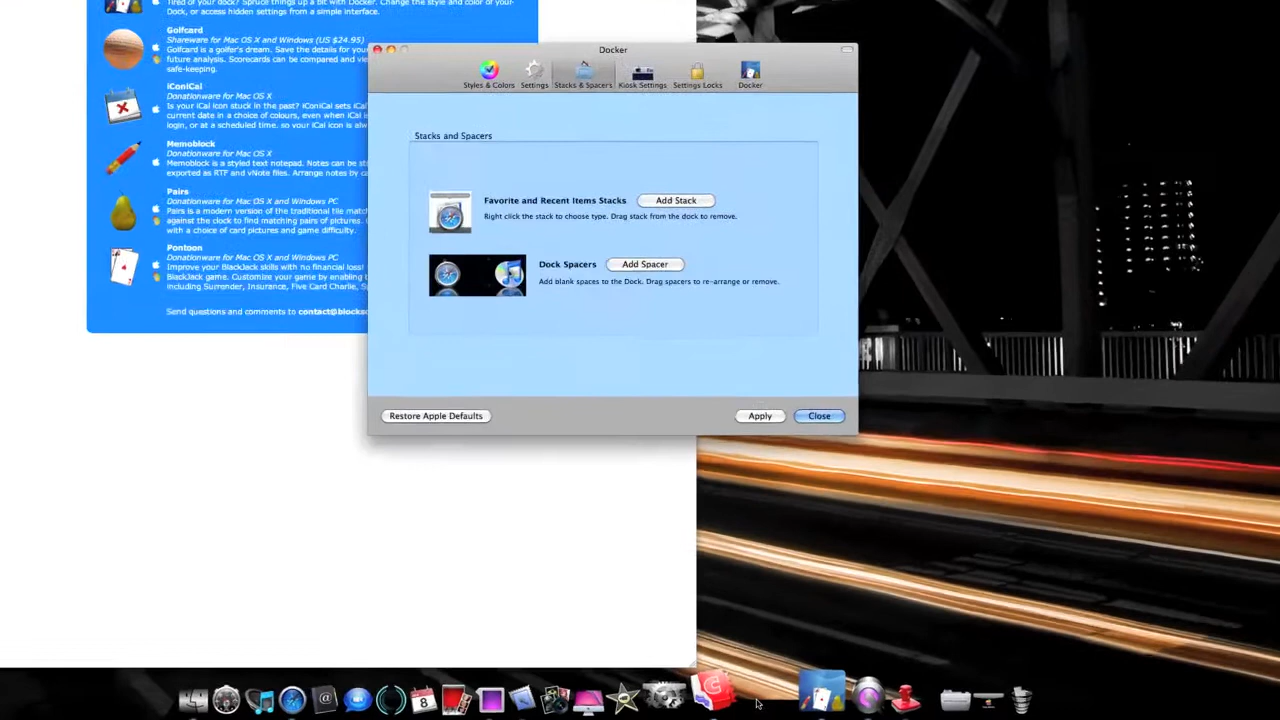 Tired of your dock? Spruce things up a bit with Docker. Change the style and color of your
Dock, or access hidden settings from a simple interface.
Golfcard
Shareware for Mac OS X and Windows (US $24.95)
Golfcard is a golfer's dream. Save the details for your
future analysis. Scorecards can be compared and
safe-keeping.
iConiCal
Donationware for Mac OS X
Is your iCal icon stuck in the past? iConiCal sets iCal
current date in a choice of colours, even when iCal is
login, or at a scheduled time. so your iCal icon is
Memoblock
Donationware for Mac OS X
Memoblock is a styled text notepad. Notes can be
exported as RTF and vNote files. Arrange notes by
Pairs
Donationware for Mac OS X and Windows PC
Pairs is a modern version of the traditional tile
against the clock to find matching pairs of pictures.
with a choice of card pictures and game difficulty.
Pontoon
Donationware for Mac OS X and Windows PC
Improve your BlackJack skills with no financial loss!
BlackJack game. Customize your game by enabling
including Surrender, Insurance, Five Card Charlie,
Send questions and comments to
Docker
Styles & Colors Settings Stacks & Spacers Kiosk Settings Settings Locks Docker
Stacks and Spacers
Favorite and Recent Items Stacks Add Stack
Right click the stack to choose type. Drag stack from the dock to remove.
Dock Spacers Add Spacer
Add blank spaces to the Dock. Drag spacers to re-arrange or remove.
Restore Apple Defaults Apply Close
8